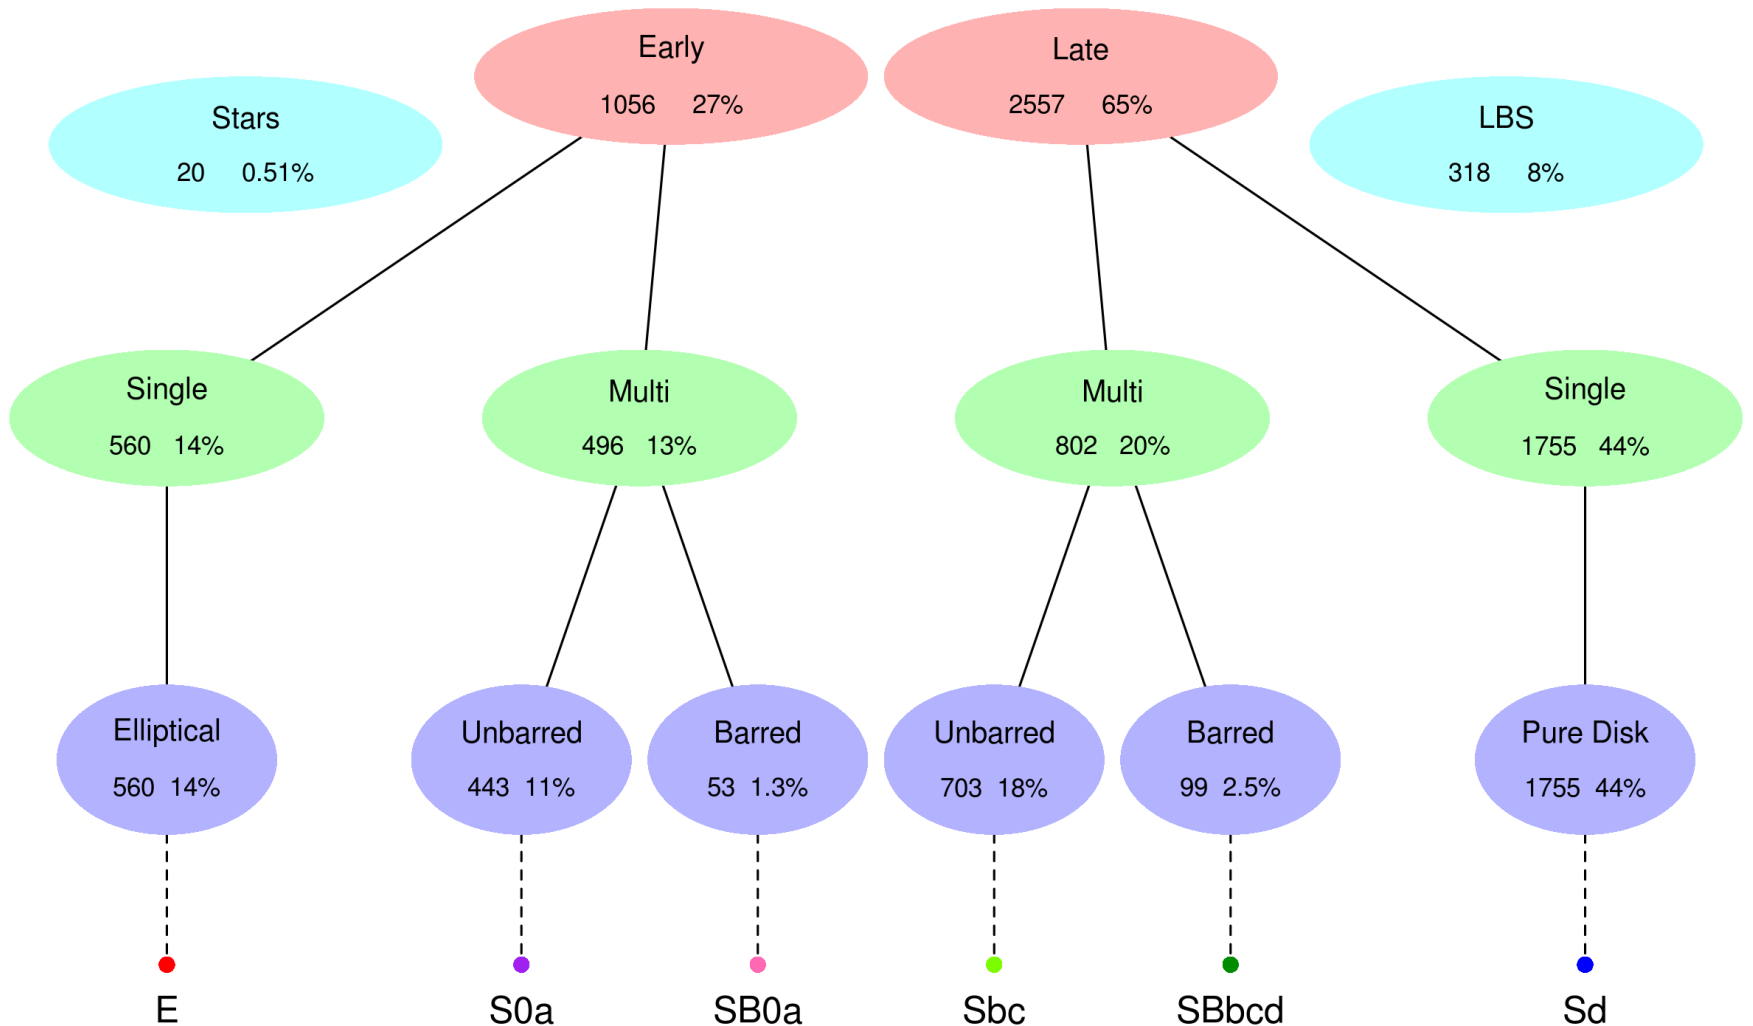 Early
1056 27%
Late
2557 65%
Stars
20 0.51%
LBS
318 8%
Single
560 14%
Multi
496 13%
Multi
802 20%
Single
1755 44%
Elliptical
560 14%
Unbarred
443 11%
Barred
53 1.3%
Unbarred
703 18%
Barred
99 2.5%
Pure Disk
1755 44%
E
S0a
SB0a
Sbc
SBbcd
Sd